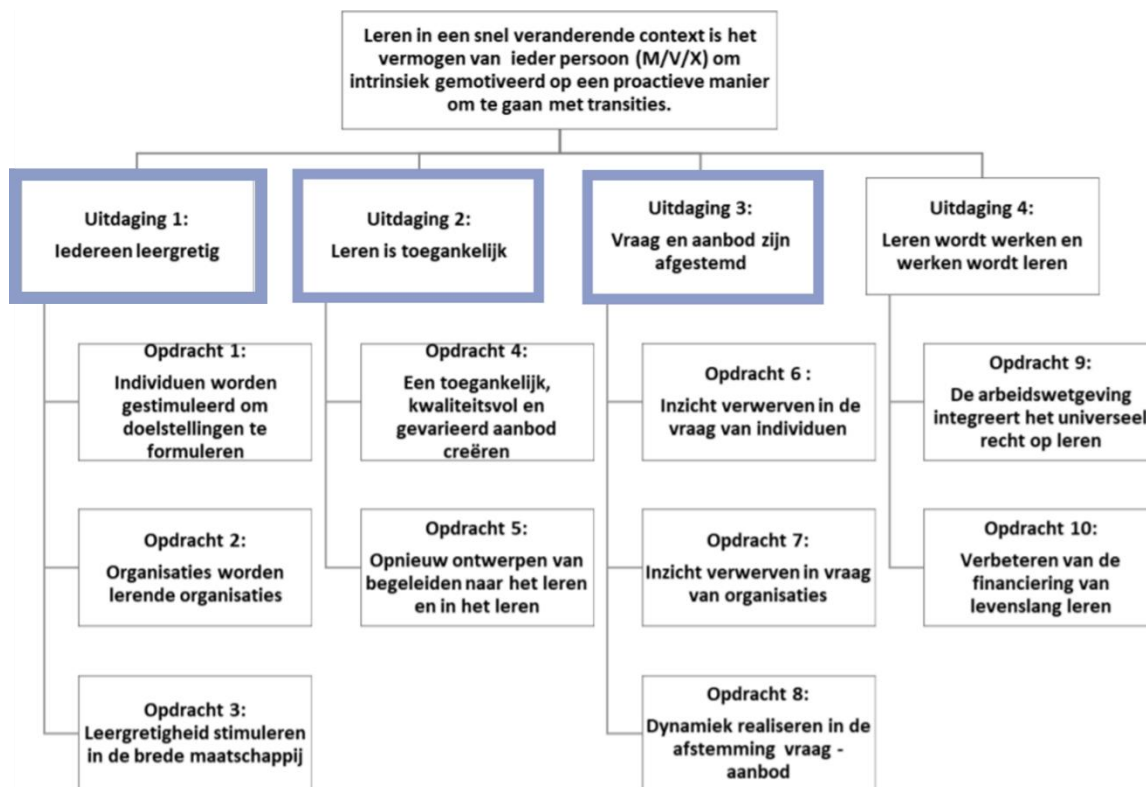 Leren in een snel veranderende context is het
vermogen van ieder persoon (M/V/X) om
intrinsiek gemotiveerd op een proactieve manier
om te gaan met transities.
Uitdaging 1:
Iedereen leergretig
Opdracht 1:
Individuen worden
gestimuleerd om
doelstellingen te
formuleren
Opdracht 2:
Organisaties worden
lerende organisaties
Opdracht 3:
Leergretigheid stimuleren
in de brede maatschappij
Uitdaging 2:
Leren is toegankelijk
Opdracht 4:
Een toegankelijk,
kwaliteitsvol en
gevarieerd aanbod
creëren
Opdracht 5:
Opnieuw ontwerpen van
begeleiden naar het leren
en in het leren
Uitdaging 3:
Vraag en aanbod zijn
afgestemd
Opdracht 6 :
Inzicht verwerven in de
vraag van individuen
Opdracht 7:
Inzicht verwerven in vraag
van organisaties
Opdracht 8:
Dynamiek realiseren in de
afstemming vraag -
aanbod
Uitdaging 4:
Leren wordt werken en
werken wordt leren
Opdracht 9:
De arbeidswetgeving
integreert het universeel
recht op leren
Opdracht 10:
Verbeteren van de
financiering van
levenslang leren